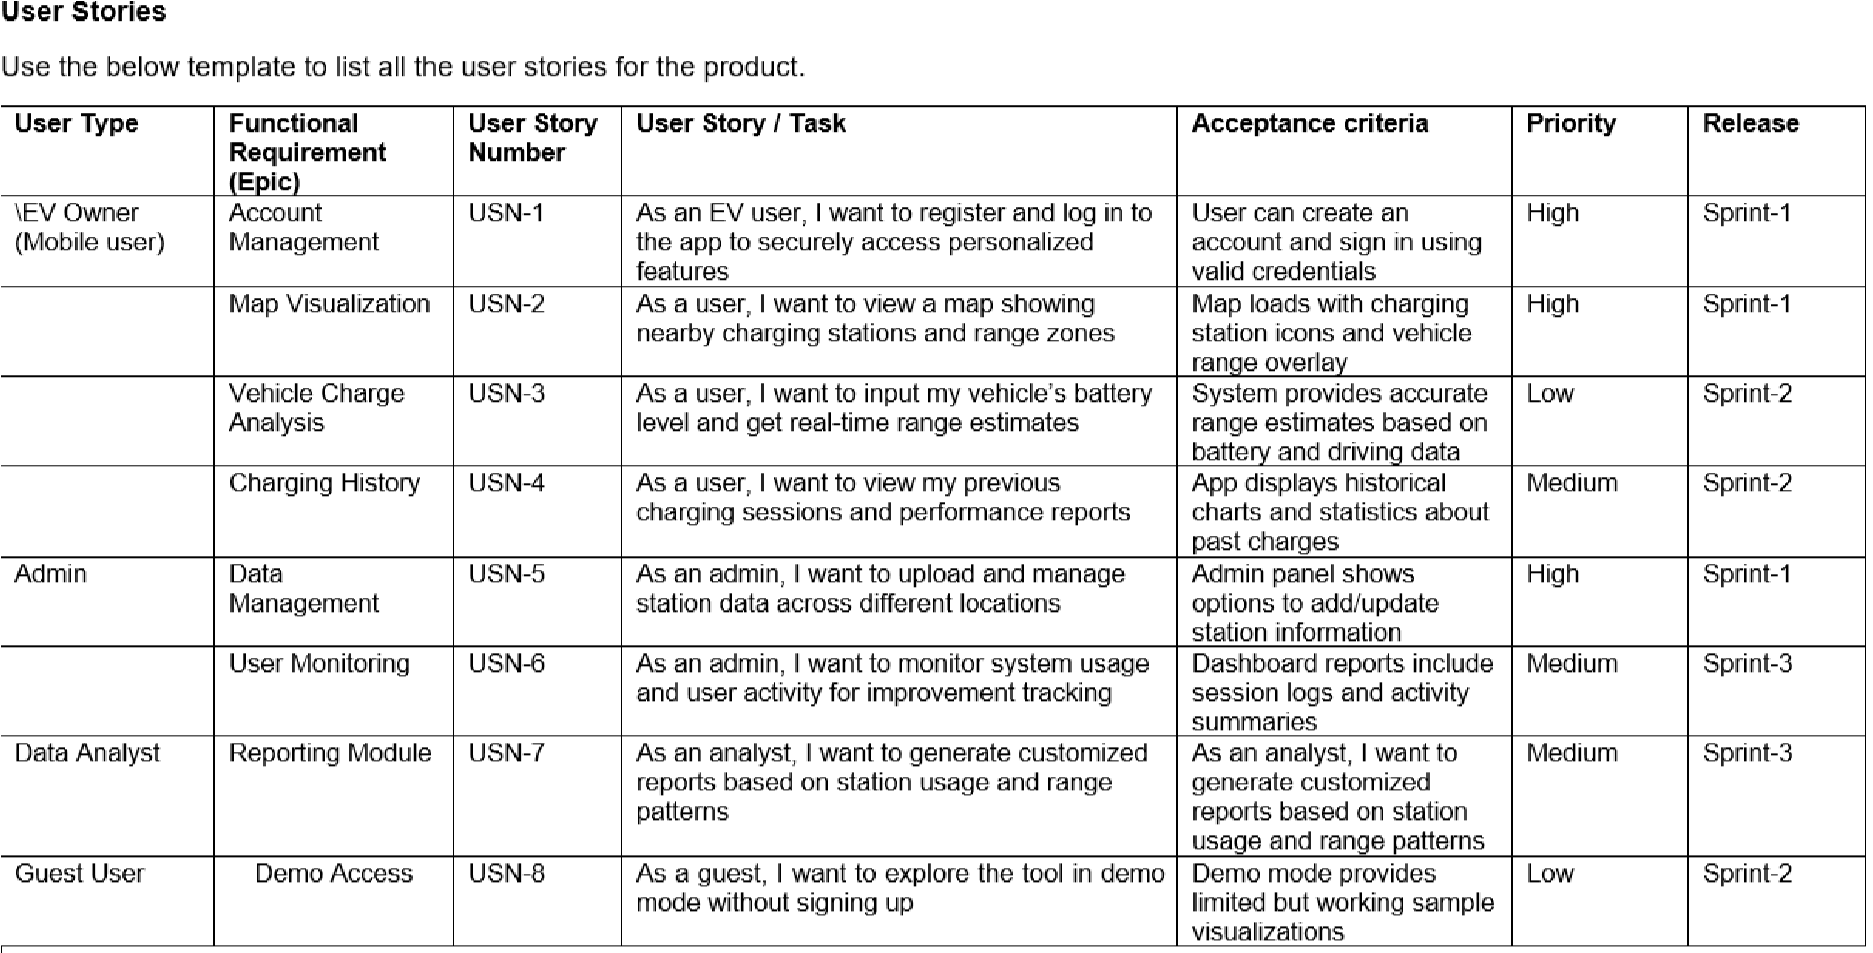 User Stories
Use the below template to list all the user stories for the product.
User Type
Functional
Requirement
(Epic)
User Story
Number
User Story / Task
Acceptance criteria
Priority
Release
\EV Owner
(Mobile user)
Account
Management
USN-1
As an EV user, I want to register and log in to
the app to securely access personalized
features
User can create an
account and sign in using
valid credentials
High
Sprint-1
Map Visualization
USN-2
As a user, I want to view a map showing
nearby charging stations and range zones
Map loads with charging
station icons and vehicle
range overlay
High
Sprint-1
Vehicle Charge
Analysis
USN-3
As a user, I want to input my vehicle’s battery
level and get real-time range estimates
System provides accurate
range estimates based on
battery and driving data
Low
Sprint-2
Charging History
USN-4
As a user, I want to view my previous
charging sessions and performance reports
App displays historical
charts and statistics about
past charges
Medium
Sprint-2
Admin
Data
Management
USN-5
As an admin, I want to upload and manage
station data across different locations
Admin panel shows
options to add/update
station information
High
Sprint-1
User Monitoring
USN-6
As an admin, I want to monitor system usage
and user activity for improvement tracking
Dashboard reports include
session logs and activity
summaries
Medium
Sprint-3
Data Analyst
Reporting Module
USN-7
As an analyst, I want to generate customized
reports based on station usage and range
patterns
As an analyst, I want to
generate customized
reports based on station
usage and range patterns
Medium
Sprint-3
Guest User
Demo Access
USN-8
As a guest, I want to explore the tool in demo
mode without signing up
Demo mode provides
limited but working sample
visualizations
Low
Sprint-2